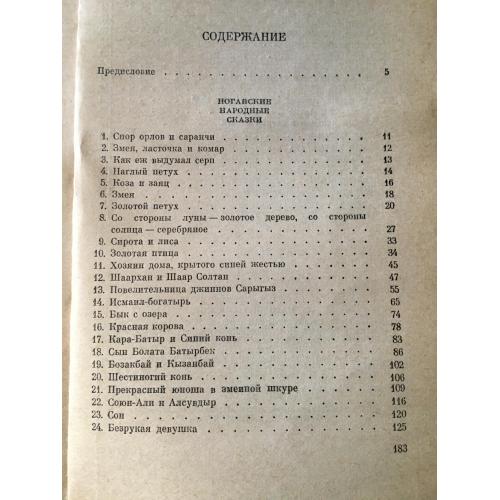 СОДЕРЖАНИЕ
Предисловие . . . . . . . . . . . . . . . . 5
НОГАЙСКИЕ
НАРОДНЫЕ
СКАЗКИ
1. Спор орлов и саранчи . . . . . . . . . . . . 11
2. Змея, ласточка и комар . . . . . . . . . . . . 12
3. Как еж выдумал серп . . . . . . . . . . . . 13
4. Наглый петух . . . . . . . . . . . . . . 14
5. Коза и заяц . . . . . . . . . . . . . . 16
6. Змея . . . . . . . . . . . . . . . . 18
7. Золотой петух . . . . . . . . . . . . . . 20
8. Со стороны луны — золотое дерево, со стороны
солнца — серебряное . . . . . . . . . . . . 27
9. Сирота и лиса . . . . . . . . . . . . . . 33
10. Золотая птица . . . . . . . . . . . . . . 34
11. Хозяин дома, крытого синей жестью . . . . . . . . 45
12. Шаархан и Шаар Солтан . . . . . . . . . . . 47
13. Повелительница джиннов Сарыгыз . . . . . . . . 55
14. Исмаил-богатырь . . . . . . . . . . . . . 65
15. Бык с озера . . . . . . . . . . . . . . 74
16. Красная корова . . . . . . . . . . . . . 78
17. Кара-Батыр и Синий конь . . . . . . . . . . 83
18. Сын Болата Батырбек . . . . . . . . . . . . 86
19. Бозакбай и Кызанбай . . . . . . . . . . . . 102
20. Шестиногий конь . . . . . . . . . . . . . 106
21. Прекрасный юноша в змеиной шкуре . . . . . . . 109
22. Союн-Али и Алсувдыр . . . . . . . . . . . . 116
23. Сон . . . . . . . . . . . . . . . . 120
24. Безрукая девушка . . . . . . . . . . . . . 125
183